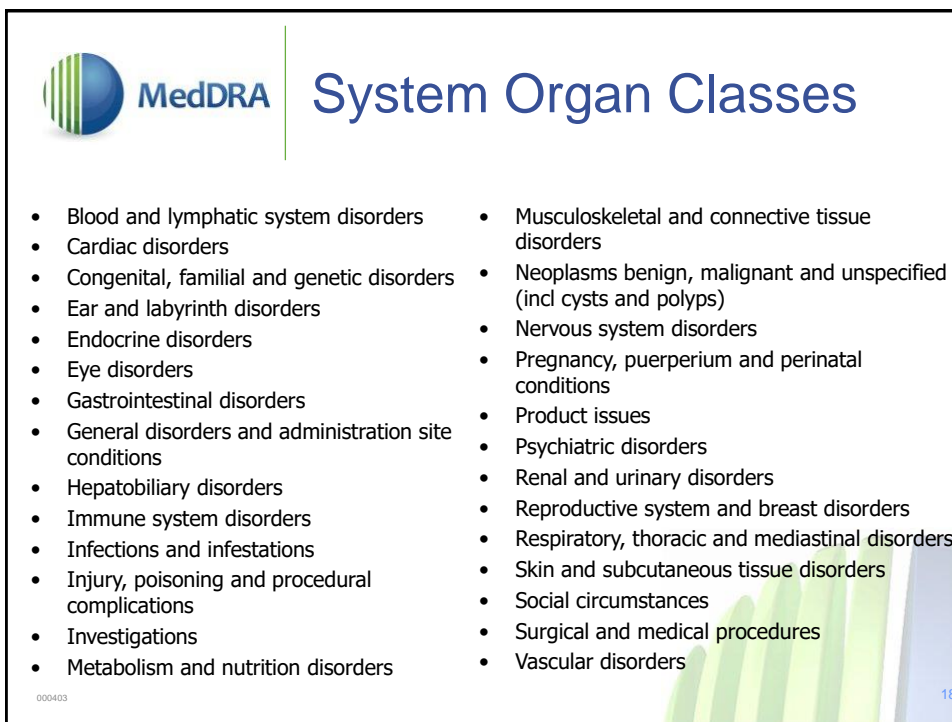 MedDRA
System Organ Classes
• Blood and lymphatic system disorders
• Cardiac disorders
• Congenital, familial and genetic disorders
• Ear and labyrinth disorders
• Endocrine disorders
• Eye disorders
• Gastrointestinal disorders
• General disorders and administration site
conditions
• Hepatobiliary disorders
• Immune system disorders
• Infections and infestations
• Injury, poisoning and procedural
complications
• Investigations
• Metabolism and nutrition disorders
• Musculoskeletal and connective tissue
disorders
• Neoplasms benign, malignant and unspecified
(incl cysts and polyps)
• Nervous system disorders
• Pregnancy, puerperium and perinatal
conditions
• Product issues
• Psychiatric disorders
• Renal and urinary disorders
• Reproductive system and breast disorders
• Respiratory, thoracic and mediastinal disorders
• Skin and subcutaneous tissue disorders
• Social circumstances
• Surgical and medical procedures
• Vascular disorders
000403
18